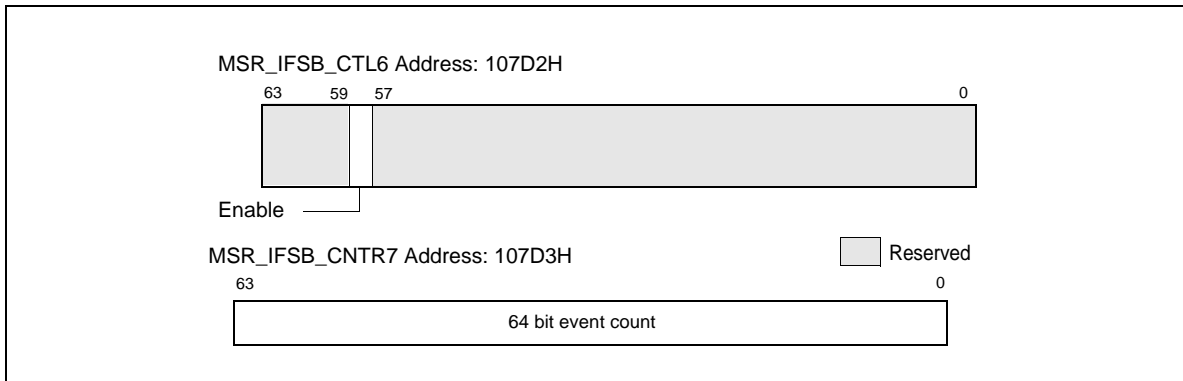 MSR_IFSB_CTL6 Address: 107D2H
63 59 57 0
Enable
MSR_IFSB_CNTR7 Address: 107D3H
Reserved
63 0
64 bit event count